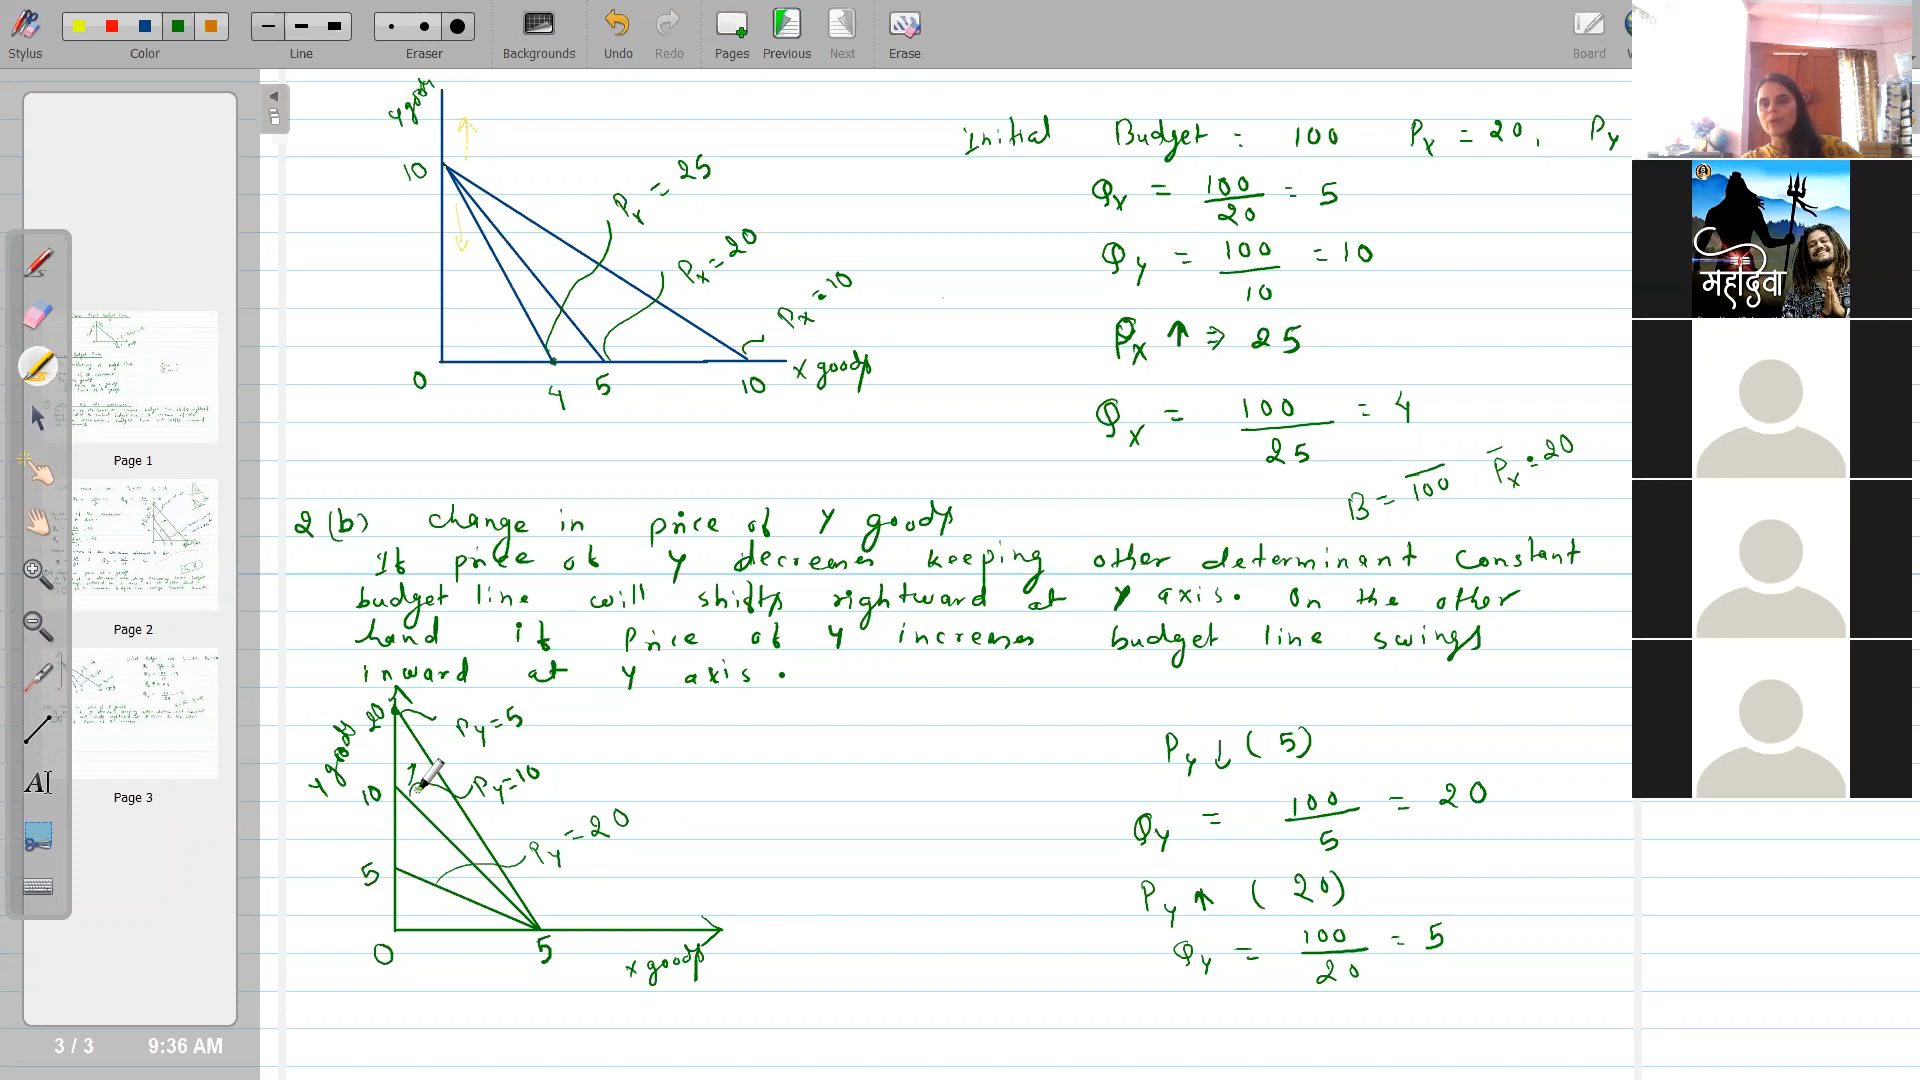 Stylus
Color
Line
Eraser
Backgrounds
Undo
Redo
Pages
Previous
Next
Erase
Board
Y goods
10
0
4
5
10
X goods
Px = 25
Px = 20
Px = 10
Initial Budget : 100 Px = 20, Py
Qx = 100/20 = 5
Qy = 100/10 = 10
Px ↑ ⇒ 25
Qx = 100/25 = 4
B = 100 Px = 20
2 (b) change in price of Y goods
If price of Y decreases keeping other determinant constant
budget line will shifts rightward at Y axis. On the other
hand if Price of Y increases budget line swings
inward at Y axis.
Y goods
20
10
5
0
5
X goods
Py = 5
Py = 10
Py = 20
Py ↓ (5)
Qy = 100/5 = 20
Py ↑ (20)
Qy = 100/20 = 5
महादेवा
Page 1
Page 2
Page 3
3 / 3
9:36 AM